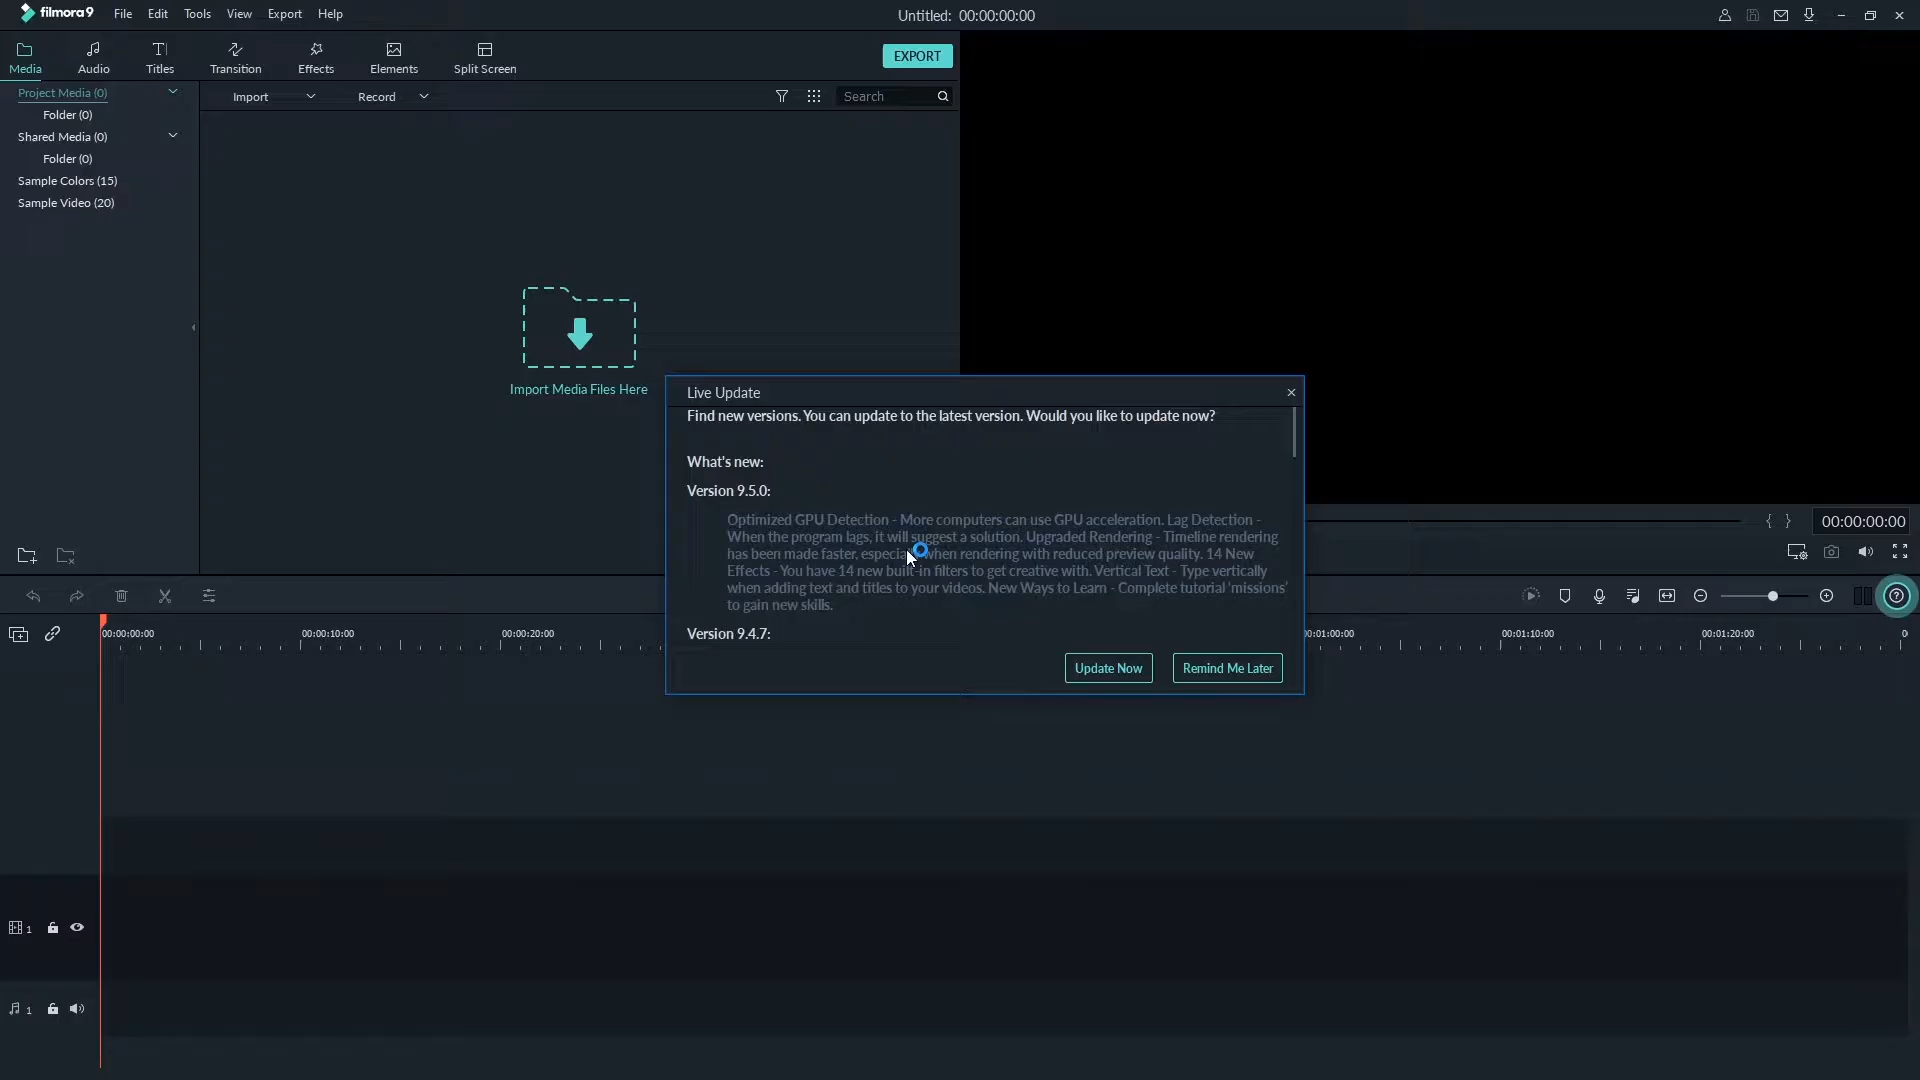 filmora9 File Edit Tools View Export Help Untitled: 00:00:00:00
Media Audio Titles Transition Effects Elements Split Screen EXPORT
Project Media (0)
Folder (0)
Shared Media (0)
Folder (0)
Sample Colors (15)
Sample Video (20)
Import Record Search
Import Media Files Here
Live Update
Find new versions. You can update to the latest version. Would you like to update now?
What's new:
Version 9.5.0:
Optimized GPU Detection - More computers can use GPU acceleration. Lag Detection -
When the program lags, it will suggest a solution. Upgraded Rendering - Timeline rendering
has been made faster, especially when rendering with reduced preview quality. 14 New
Effects - You have 14 new built-in filters to get creative with. Vertical Text - Type vertically
when adding text and titles to your videos. New Ways to Learn - Complete tutorial 'missions'
to gain new skills.
Version 9.4.7:
Update Now Remind Me Later
{ } 00:00:00:00
00:00:00:00 00:00:10:00 00:00:20:00 00:01:00:00 00:01:10:00 00:01:20:00
1
1